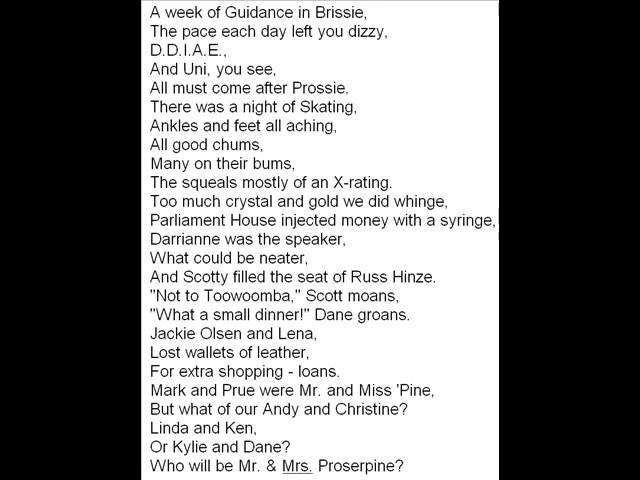 A week of Guidance in Brissie,
The pace each day left you dizzy,
D.D.I.A.E.,
And Uni, you see,
All must come after Prossie.
There was a night of Skating,
Ankles and feet all aching,
All good chums,
Many on their bums,
The squeals mostly of an X-rating.
Too much crystal and gold we did whinge,
Parliament House injected money with a syringe,
Darrianne was the speaker,
What could be neater,
And Scotty filled the seat of Russ Hinze.
"Not to Toowoomba," Scott moans,
"What a small dinner!" Dane groans.
Jackie Olsen and Lena,
Lost wallets of leather,
For extra shopping - loans.
Mark and Prue were Mr. and Miss 'Pine,
But what of our Andy and Christine?
Linda and Ken,
Or Kylie and Dane?
Who will be Mr. & Mrs. Proserpine?